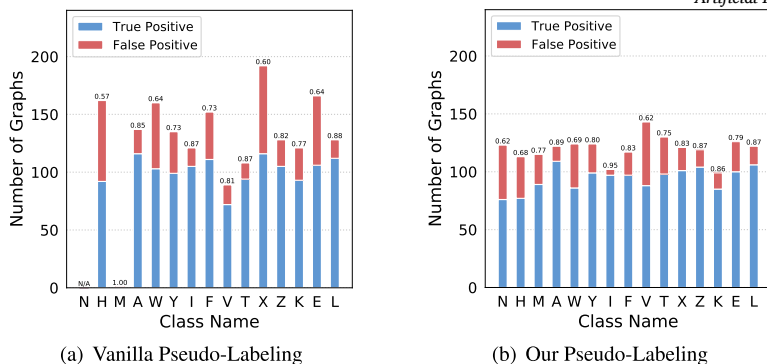 Artificial
True Positive
False Positive
200
150
100
50
0
Number of Graphs
N/A 0.57 1.00 0.85 0.64 0.73 0.87 0.73 0.81 0.87 0.60 0.82 0.77 0.64 0.88
N H M A W Y I F V T X Z K E L
Class Name
(a) Vanilla Pseudo-Labeling
True Positive
False Positive
200
150
100
50
0
Number of Graphs
0.62 0.68 0.77 0.89 0.69 0.80 0.95 0.83 0.62 0.75 0.83 0.87 0.86 0.79 0.87
N H M A W Y I F V T X Z K E L
Class Name
(b) Our Pseudo-Labeling